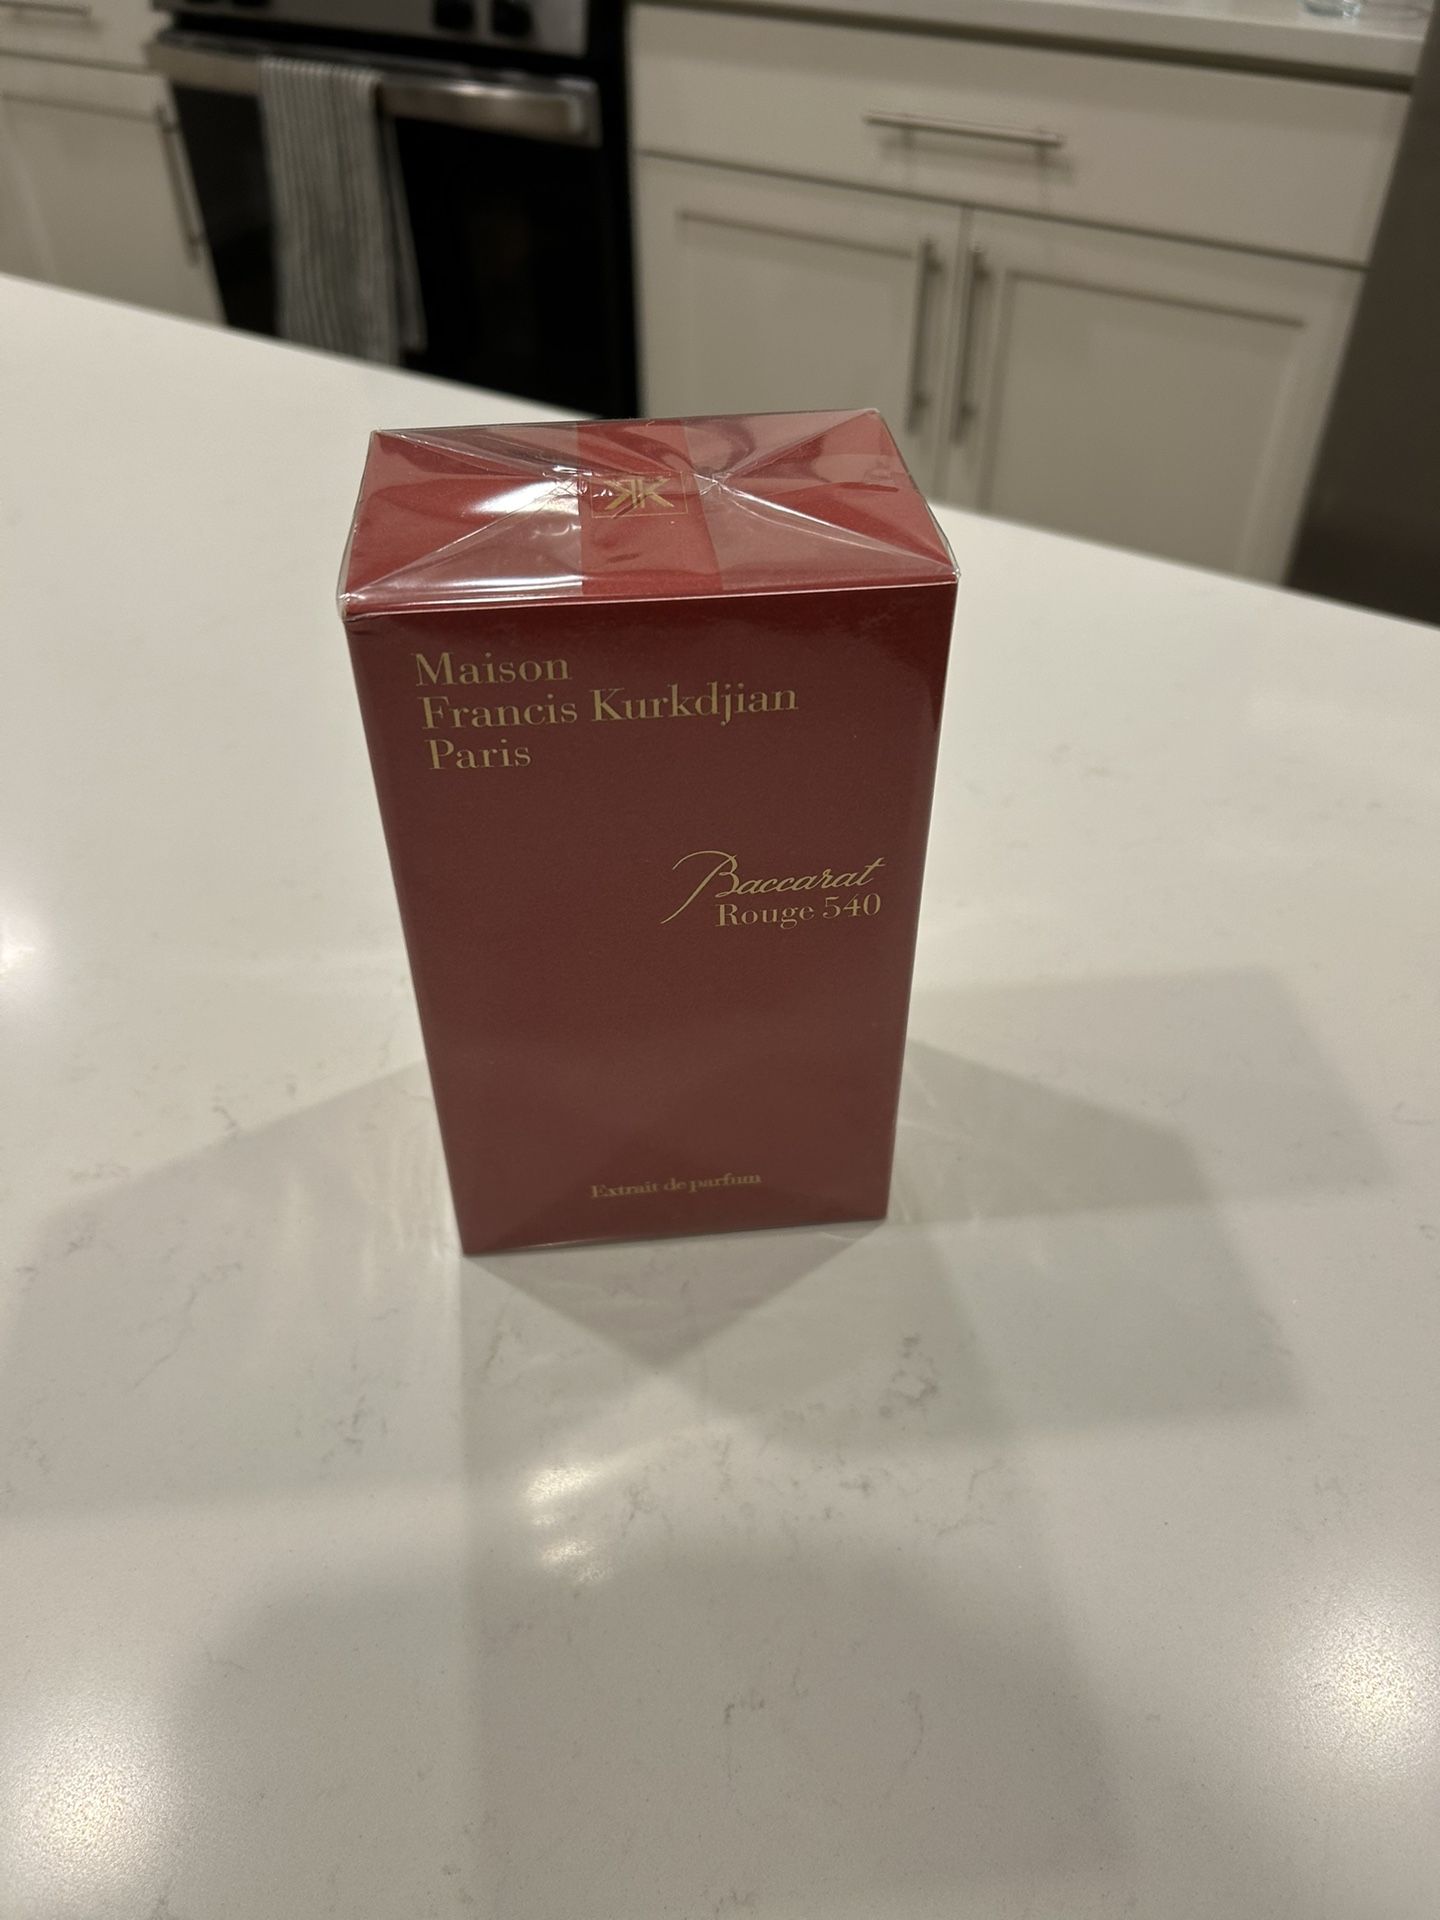 Maison
Francis Kurkdjian
Paris
Baccarat
Rouge 540
Extrait de parfum